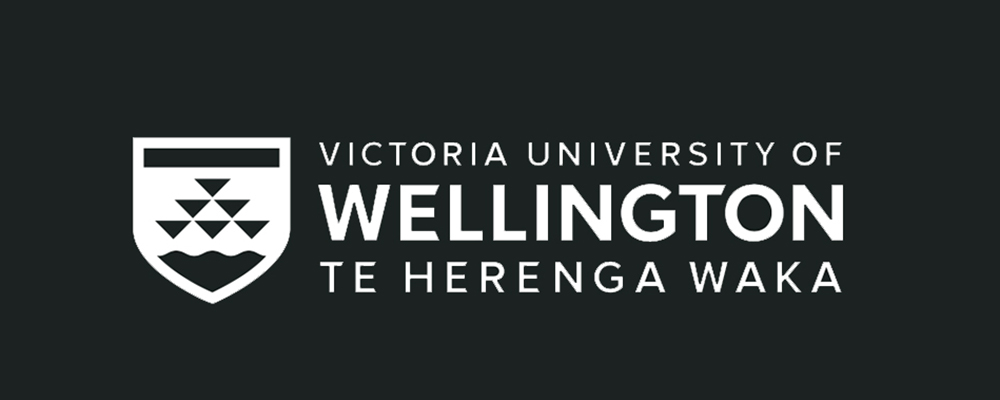 VICTORIA UNIVERSITY OF
WELLINGTON
TE HERENGA WAKA